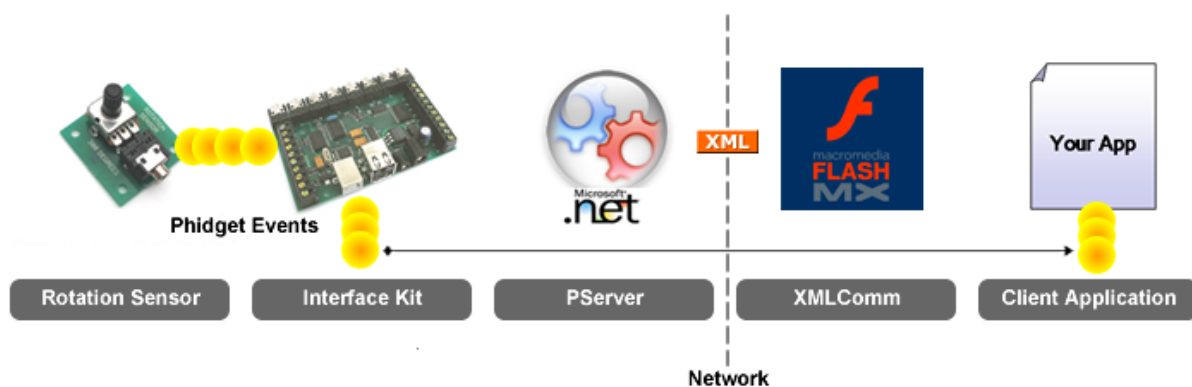 XML
macromedia
FLASH
MX
Your App
Microsoft
.net
Phidget Events
Rotation Sensor
Interface Kit
PServer
XMLComm
Client Application
Network